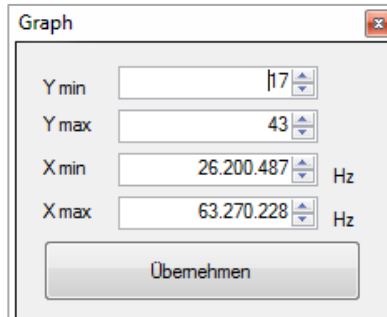 Graph
Y min 17
Y max 43
X min 26.200.487 Hz
X max 63.270.228 Hz
Übernehmen